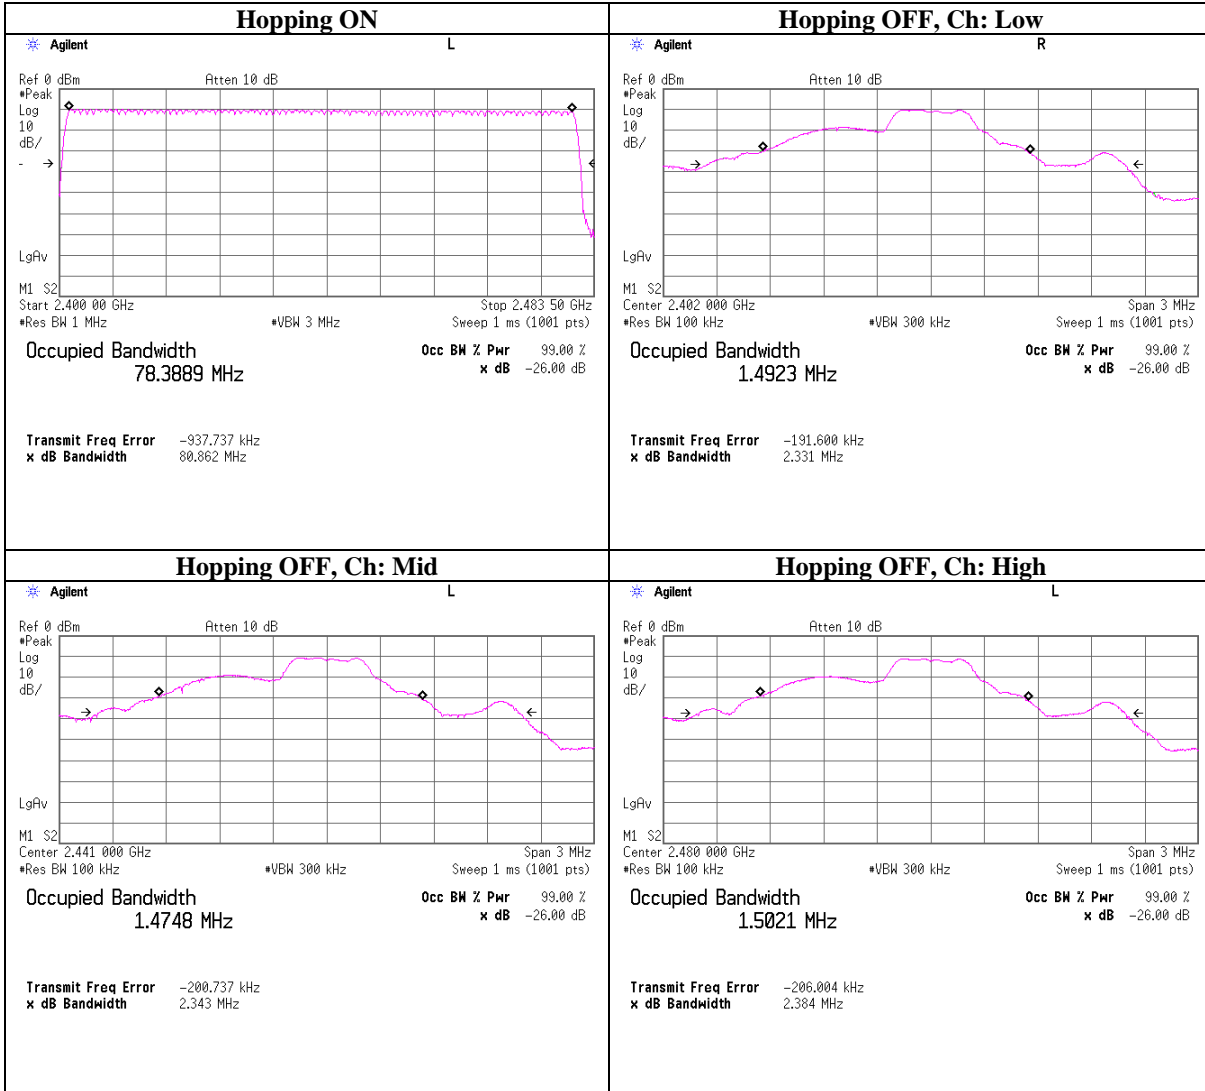 Hopping ON
Agilent L
Ref 0 dBm Atten 10 dB
#Peak
Log
10
dB/
LgAv
M1 S2
Start 2.400 00 GHz Stop 2.483 50 GHz
#Res BW 1 MHz #VBW 3 MHz Sweep 1 ms (1001 pts)
Occupied Bandwidth Occ BW % Pwr 99.00 %
78.3889 MHz x dB -26.00 dB
Transmit Freq Error -937.737 kHz
x dB Bandwidth 80.862 MHz
Hopping OFF, Ch: Low
Agilent R
Ref 0 dBm Atten 10 dB
#Peak
Log
10
dB/
LgAv
M1 S2
Center 2.402 000 GHz Span 3 MHz
#Res BW 100 kHz #VBW 300 kHz Sweep 1 ms (1001 pts)
Occupied Bandwidth Occ BW % Pwr 99.00 %
1.4923 MHz x dB -26.00 dB
Transmit Freq Error -191.600 kHz
x dB Bandwidth 2.331 MHz
Hopping OFF, Ch: Mid
Agilent L
Ref 0 dBm Atten 10 dB
#Peak
Log
10
dB/
LgAv
M1 S2
Center 2.441 000 GHz Span 3 MHz
#Res BW 100 kHz #VBW 300 kHz Sweep 1 ms (1001 pts)
Occupied Bandwidth Occ BW % Pwr 99.00 %
1.4748 MHz x dB -26.00 dB
Transmit Freq Error -200.737 kHz
x dB Bandwidth 2.343 MHz
Hopping OFF, Ch: High
Agilent L
Ref 0 dBm Atten 10 dB
#Peak
Log
10
dB/
LgAv
M1 S2
Center 2.480 000 GHz Span 3 MHz
#Res BW 100 kHz #VBW 300 kHz Sweep 1 ms (1001 pts)
Occupied Bandwidth Occ BW % Pwr 99.00 %
1.5021 MHz x dB -26.00 dB
Transmit Freq Error -206.004 kHz
x dB Bandwidth 2.384 MHz